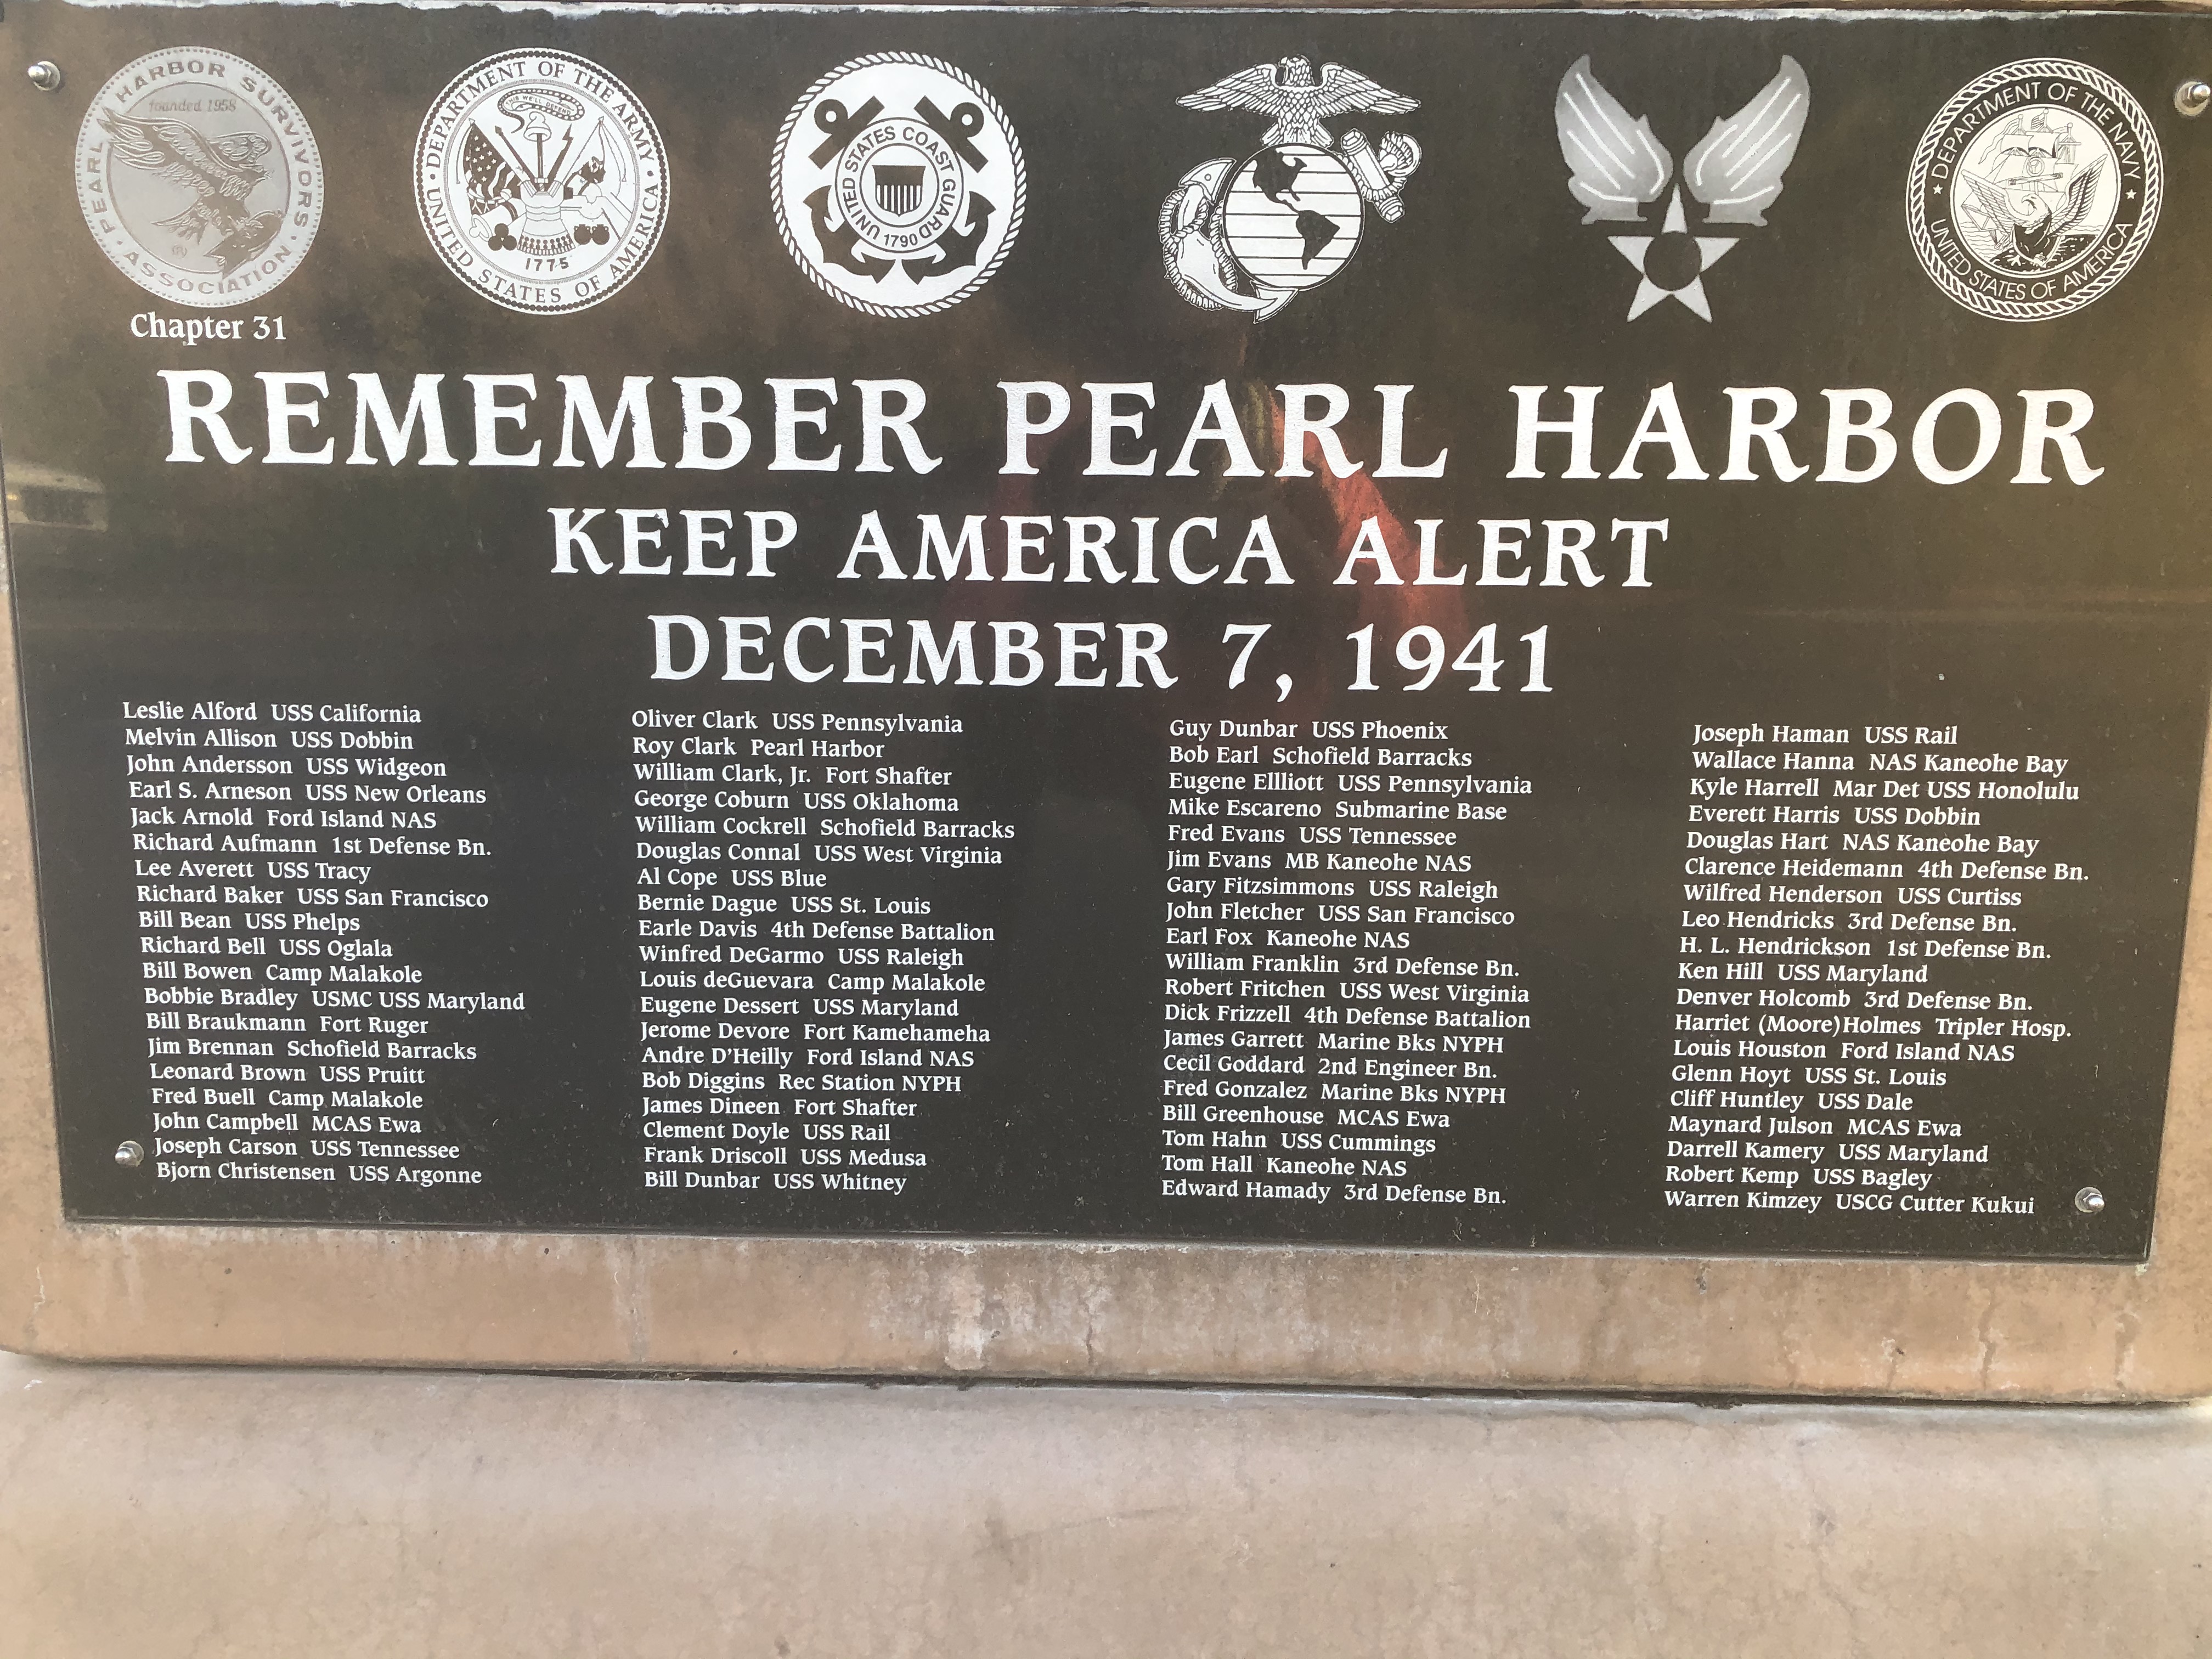 PEARL HARBOR SURVIVORS
founded 1958
ASSOCIATION
Chapter 31
DEPARTMENT OF THE ARMY
THIS WE'LL DEFEND
1775
UNITED STATES OF AMERICA
UNITED STATES COAST GUARD
1790
DEPARTMENT OF THE NAVY
UNITED STATES OF AMERICA
REMEMBER PEARL HARBOR
KEEP AMERICA ALERT
DECEMBER 7, 1941
Leslie Alford USS California
Melvin Allison USS Dobbin
John Andersson USS Widgeon
Earl S. Arneson USS New Orleans
Jack Arnold Ford Island NAS
Richard Aufmann 1st Defense Bn.
Lee Averett USS Tracy
Richard Baker USS San Francisco
Bill Bean USS Phelps
Richard Bell USS Oglala
Bill Bowen Camp Malakole
Bobbie Bradley USMC USS Maryland
Bill Braukmann Fort Ruger
Jim Brennan Schofield Barracks
Leonard Brown USS Pruitt
Fred Buell Camp Malakole
John Campbell MCAS Ewa
Joseph Carson USS Tennessee
Bjorn Christensen USS Argonne
Oliver Clark USS Pennsylvania
Roy Clark Pearl Harbor
William Clark, Jr. Fort Shafter
George Coburn USS Oklahoma
William Cockrell Schofield Barracks
Douglas Connal USS West Virginia
Al Cope USS Blue
Bernie Dague USS St. Louis
Earle Davis 4th Defense Battalion
Winfred DeGarmo USS Raleigh
Louis deGuevara Camp Malakole
Eugene Dessert USS Maryland
Jerome Devore Fort Kamehameha
Andre D'Heilly Ford Island NAS
Bob Diggins Rec Station NYPH
James Dineen Fort Shafter
Clement Doyle USS Rail
Frank Driscoll USS Medusa
Bill Dunbar USS Whitney
Guy Dunbar USS Phoenix
Bob Earl Schofield Barracks
Eugene Ellliott USS Pennsylvania
Mike Escareno Submarine Base
Fred Evans USS Tennessee
Jim Evans MB Kaneohe NAS
Gary Fitzsimmons USS Raleigh
John Fletcher USS San Francisco
Earl Fox Kaneohe NAS
William Franklin 3rd Defense Bn.
Robert Fritchen USS West Virginia
Dick Frizzell 4th Defense Battalion
James Garrett Marine Bks NYPH
Cecil Goddard 2nd Engineer Bn.
Fred Gonzalez Marine Bks NYPH
Bill Greenhouse MCAS Ewa
Tom Hahn USS Cummings
Tom Hall Kaneohe NAS
Edward Hamady 3rd Defense Bn.
Joseph Haman USS Rail
Wallace Hanna NAS Kaneohe Bay
Kyle Harrell Mar Det USS Honolulu
Everett Harris USS Dobbin
Douglas Hart NAS Kaneohe Bay
Clarence Heidemann 4th Defense Bn.
Wilfred Henderson USS Curtiss
Leo Hendricks 3rd Defense Bn.
H. L. Hendrickson 1st Defense Bn.
Ken Hill USS Maryland
Denver Holcomb 3rd Defense Bn.
Harriet (Moore)Holmes Tripler Hosp.
Louis Houston Ford Island NAS
Glenn Hoyt USS St. Louis
Cliff Huntley USS Dale
Maynard Julson MCAS Ewa
Darrell Kamery USS Maryland
Robert Kemp USS Bagley
Warren Kimzey USCG Cutter Kukui